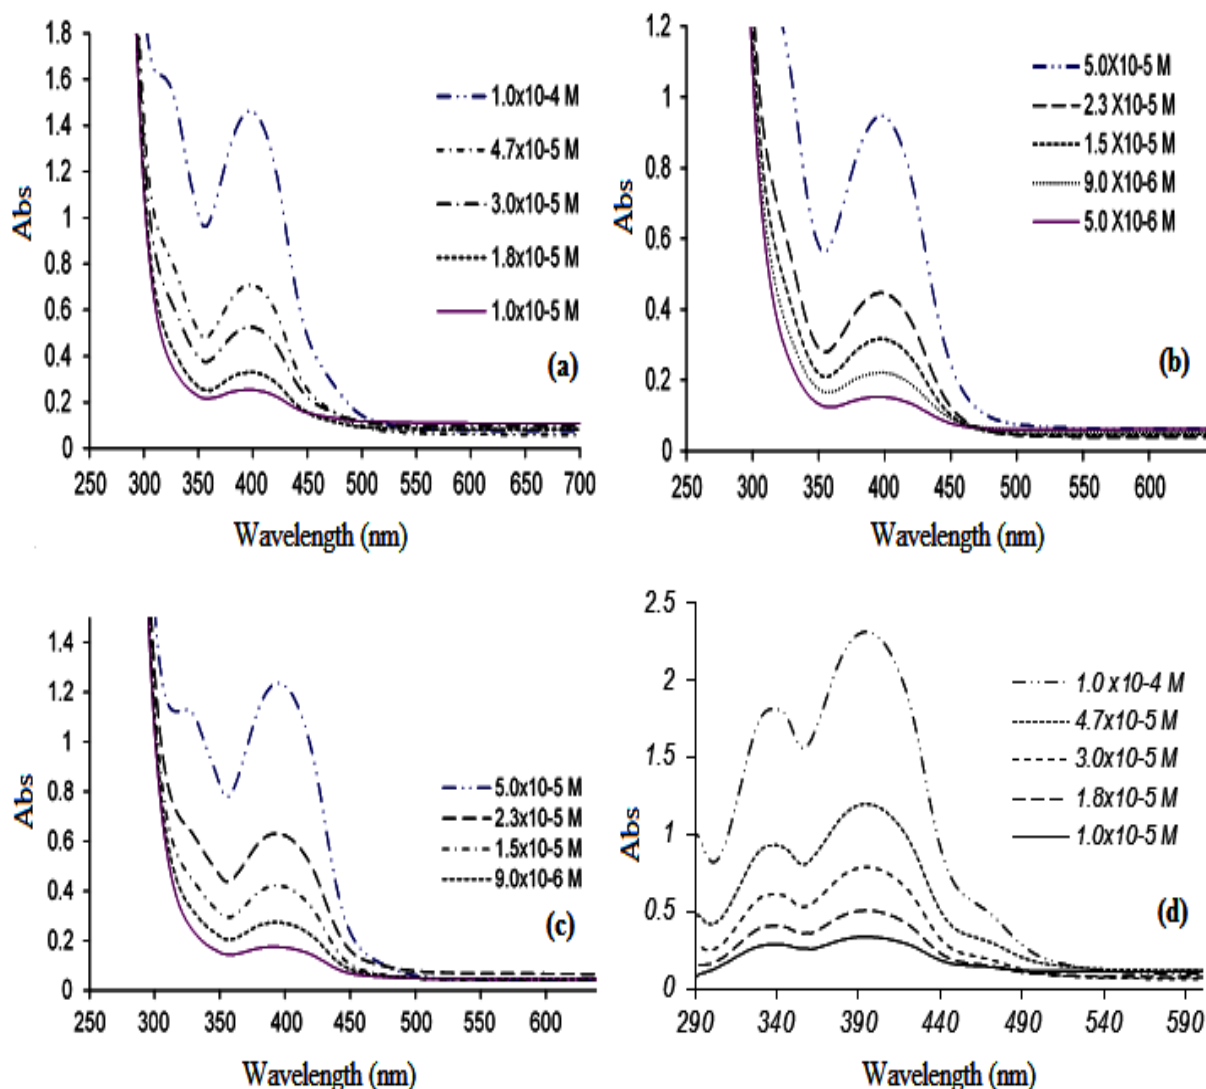 1.8
1.6
1.4
1.2
1
0.8
0.6
0.4
0.2
0
Abs
1.0x10-4 M
4.7x10-5 M
3.0x10-5 M
1.8x10-5 M
1.0x10-5 M
(a)
250 300 350 400 450 500 550 600 650 700
Wavelength (nm)
1.2
1
0.8
0.6
0.4
0.2
0
Abs
5.0X10-5 M
2.3 X10-5 M
1.5 X10-5 M
9.0 X10-6 M
5.0 X10-6 M
(b)
250 300 350 400 450 500 550 600
Wavelength (nm)
1.4
1.2
1
0.8
0.6
0.4
0.2
0
Abs
5.0x10-5 M
2.3x10-5 M
1.5x10-5 M
9.0x10-6 M
(c)
250 300 350 400 450 500 550 600
Wavelength (nm)
2.5
2
1.5
1
0.5
0
Abs
1.0 x10-4 M
4.7x10-5 M
3.0x10-5 M
1.8x10-5 M
1.0x10-5 M
(d)
290 340 390 440 490 540 590
Wavelength (nm)